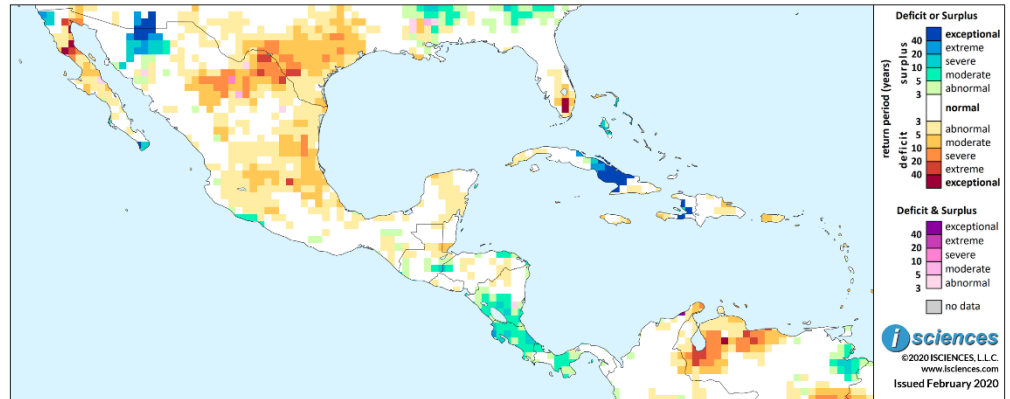 Deficit or Surplus
return period (years)
surplus
deficit
exceptional
40
extreme
20
severe
10
moderate
5
abnormal
3
normal
3
abnormal
5
moderate
10
severe
20
extreme
40
exceptional
Deficit & Surplus
exceptional
40
extreme
20
severe
10
moderate
5
abnormal
3
no data
i sciences
©2020 ISCIENCES, L.L.C.
www.isciences.com
Issued February 2020